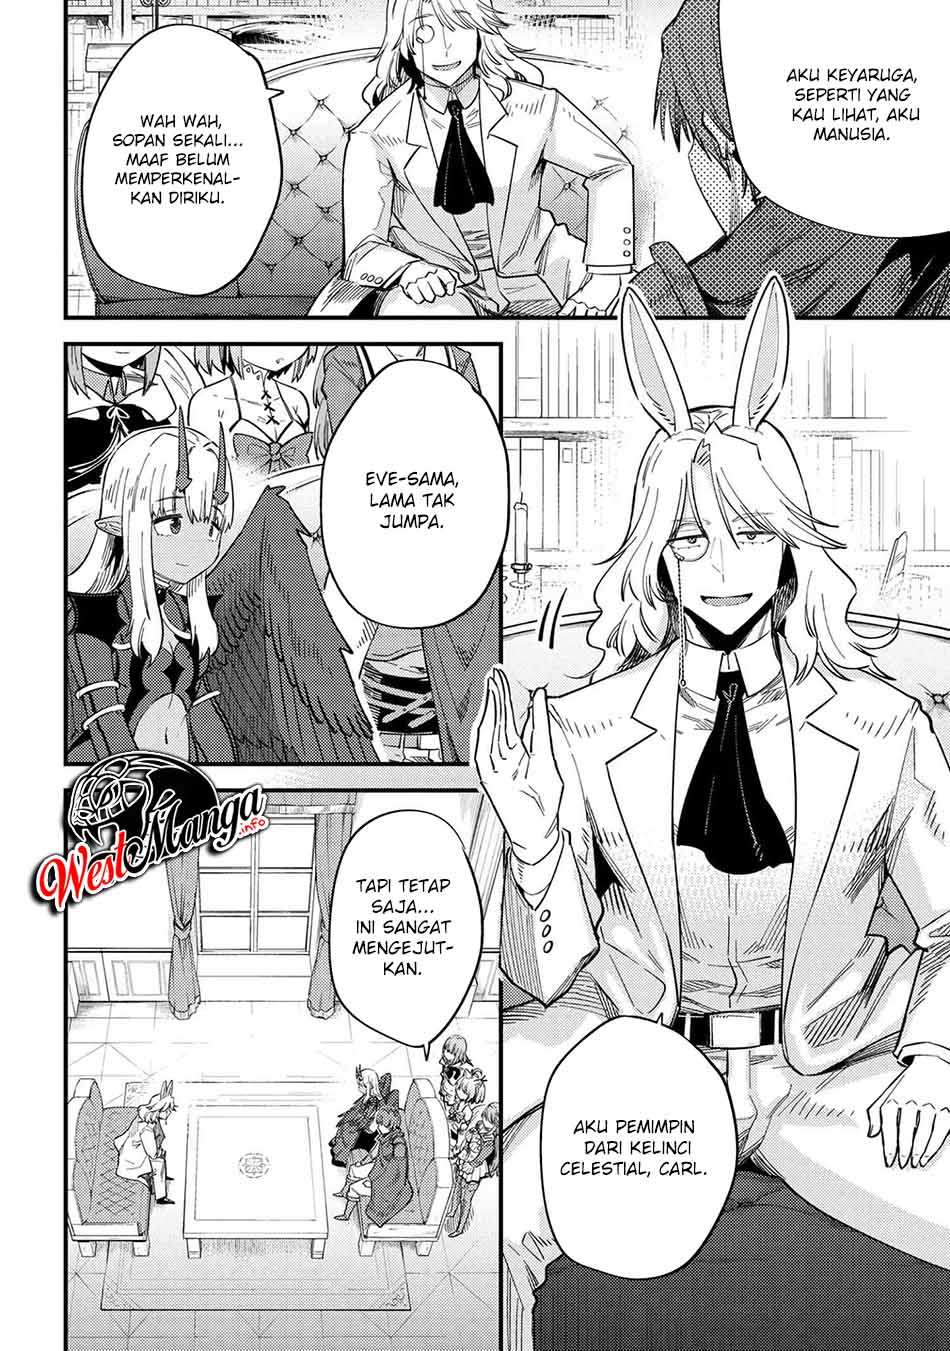 AKU KEYARUGA,
SEPERTI YANG
KAU LIHAT, AKU
MANUSIA.
WAH WAH,
SOPAN SEKALI...
MAAF BELUM
MEMPERKENAL-
KAN DIRIKU.
AKU PEMIMPIN
DARI KELINCI
CELESTIAL, CARL.
EVE-SAMA,
LAMA TAK
JUMPA.
TAPI TETAP
SAJA...
INI SANGAT
MENGEJUT-
KAN.
WestManga
.info